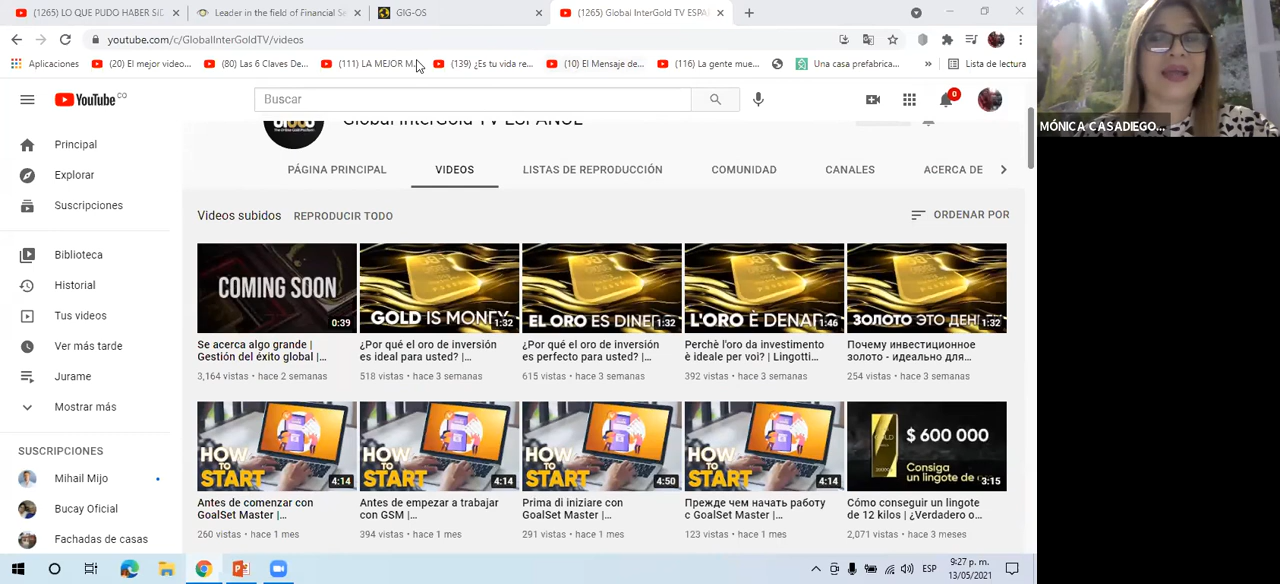 (1265) LO QUE PUDO HABER SID
Leader in the field of Financial Se
GIG-OS
(1265) Global InterGold TV ESPA
youtube.com/c/GlobalInterGoldTV/videos
Aplicaciones
(20) El mejor video...
(80) Las 6 Claves De...
(111) LA MEJOR M...
(139) ¿Es tu vida re...
(10) El Mensaje de...
(116) La gente mue...
Una casa prefabrica...
»
Lista de lectura
YouTube CO
Buscar
0
Global InterGold TV ESPAÑOL
PÁGINA PRINCIPAL
VIDEOS
LISTAS DE REPRODUCCIÓN
COMUNIDAD
CANALES
ACERCA DE
Principal
Explorar
Suscripciones
Biblioteca
Historial
Tus videos
Ver más tarde
Jurame
Mostrar más
SUSCRIPCIONES
Mihail Mijo
Bucay Oficial
Fachadas de casas
Videos subidos
REPRODUCIR TODO
ORDENAR POR
COMING SOON
0:39
GOLD IS MONEY
1:32
EL ORO ES DINERO
1:32
L'ORO È DENARO
1:46
ЗОЛОТО ЭТО ДЕНЬГИ
1:32
Se acerca algo grande |
Gestión del éxito global |...
3,164 vistas • hace 2 semanas
¿Por qué el oro de inversión
es ideal para usted? |...
518 vistas • hace 3 semanas
¿Por qué el oro de inversión
es perfecto para usted? |...
615 vistas • hace 3 semanas
Perchè l'oro da investimento
è ideale per voi? | Lingotti...
392 vistas • hace 3 semanas
Почему инвестиционное
золото - идеально для...
254 vistas • hace 3 semanas
HOW TO
START
4:14
HOW TO
START
4:14
HOW TO
START
4:50
HOW TO
START
4:14
$ 600 000
Consiga
un lingote de
3:15
Antes de comenzar con
GoalSet Master |...
260 vistas • hace 1 mes
Antes de empezar a trabajar
con GSM |...
394 vistas • hace 1 mes
Prima di iniziare con
GoalSet Master |...
291 vistas • hace 1 mes
Прежде чем начать работу
с GoalSet Master |...
123 vistas • hace 1 mes
Cómo conseguir un lingote
de 12 kilos | ¿Verdadero o...
2,071 vistas • hace 3 meses
MÓNICA CASADIEGO...
ESP
9:27 p. m.
13/05/2021